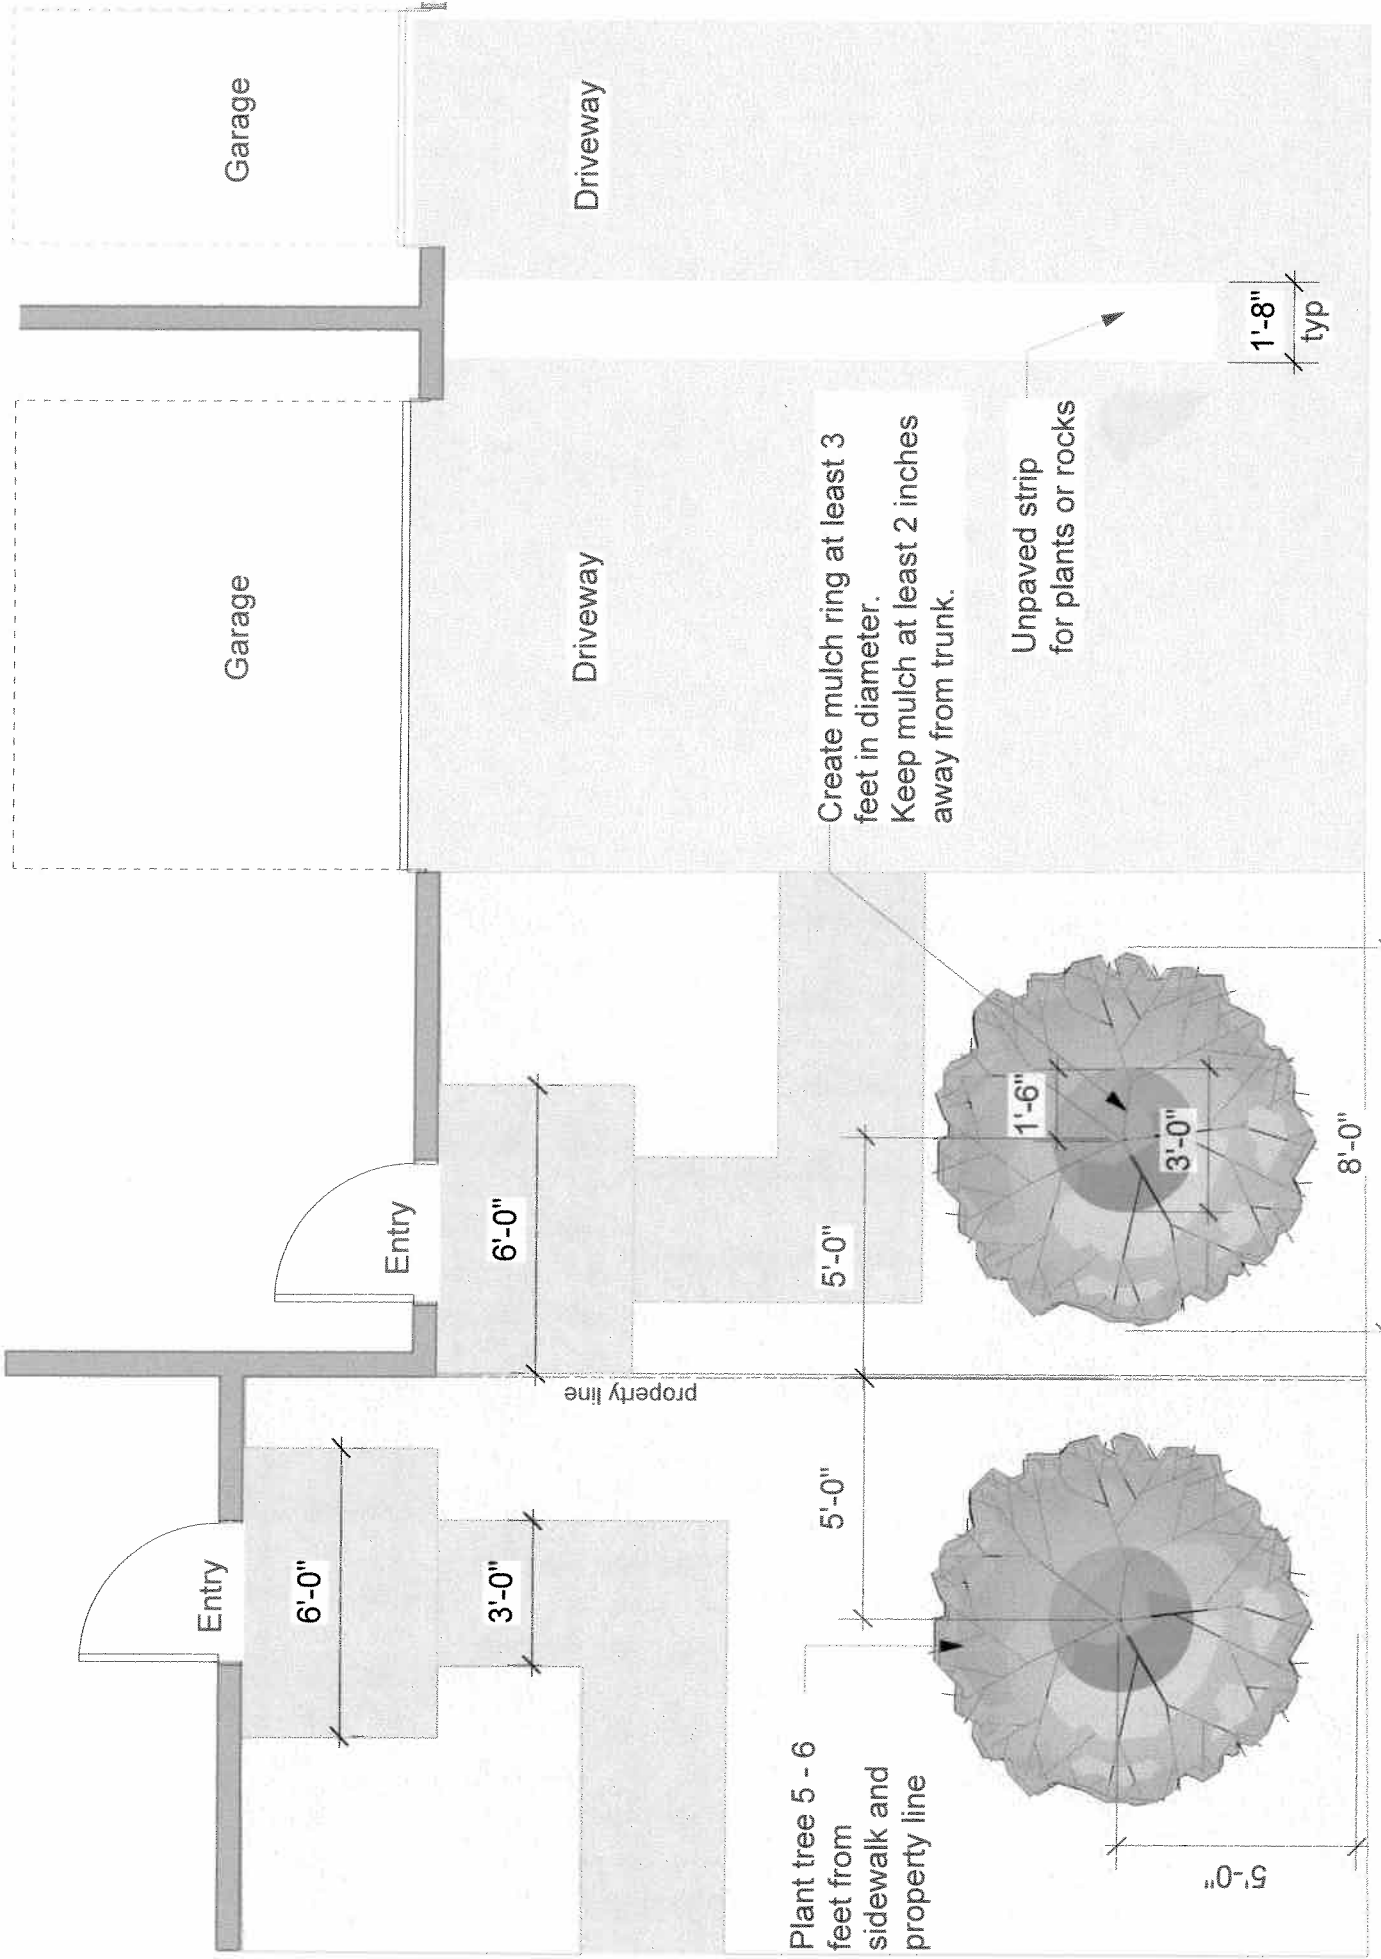 Garage
Garage
Driveway
Driveway
Entry
Entry
6'-0"
6'-0"
3'-0"
property line
5'-0"
5'-0"
Create mulch ring at least 3
feet in diameter.
Keep mulch at least 2 inches
away from trunk.
Unpaved strip
for plants or rocks
1'-8"
typ
1'-6"
3'-0"
8'-0"
Plant tree 5 - 6
feet from
sidewalk and
property line
5'-0"